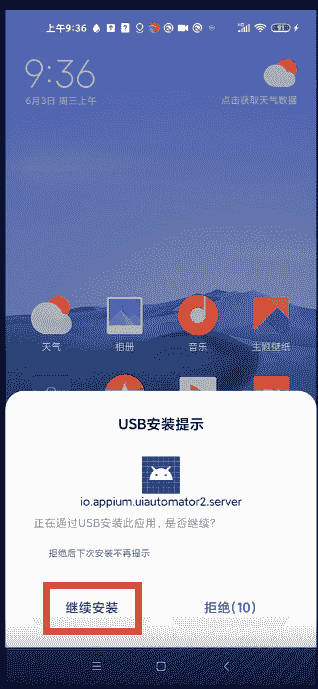 上午9:36
91
9:36
6月3日 周三上午
点击获取天气数据
天气
相册
音乐
主题壁纸
USB安装提示
io.appium.uiautomator2.server
正在通过USB安装此应用，是否继续？
拒绝后下次安装不再提示
继续安装
拒绝(10)